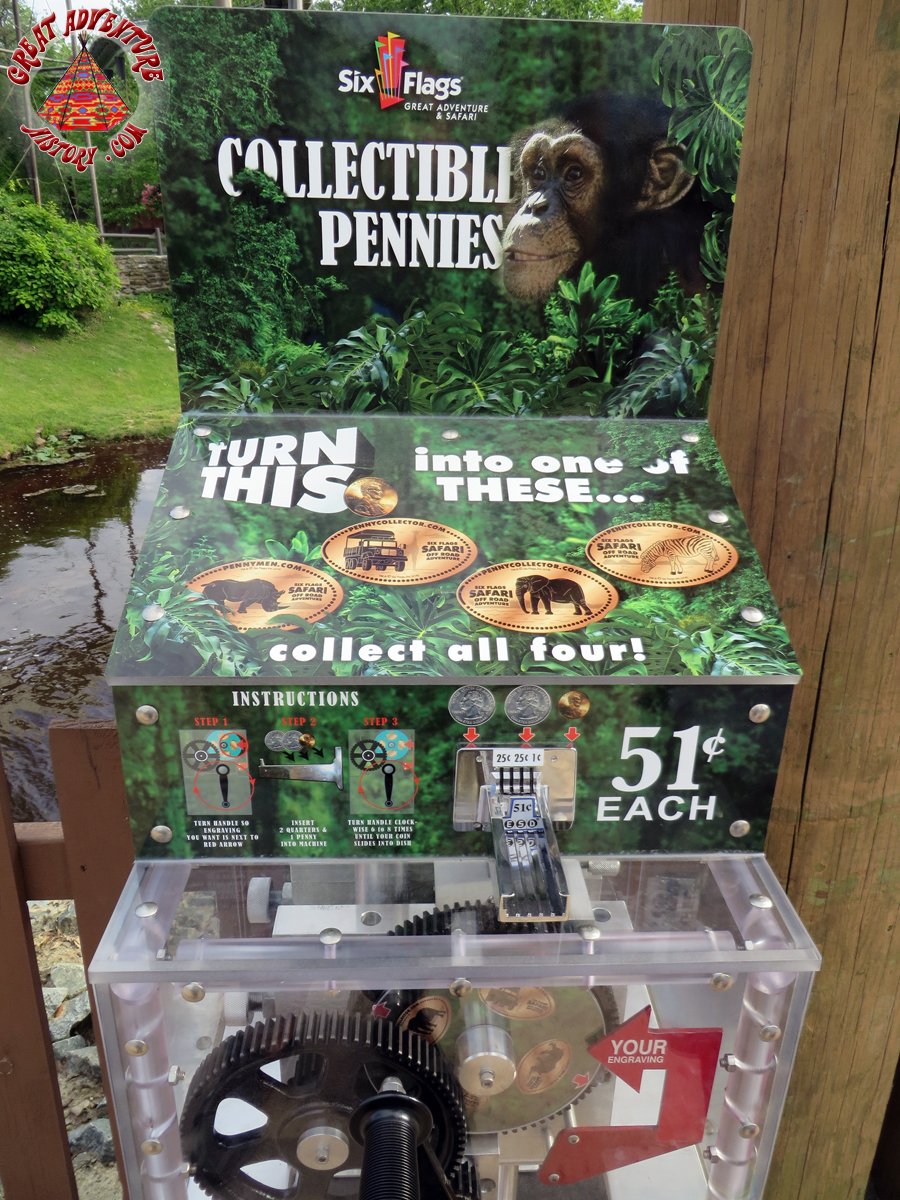 GREAT ADVENTURE
HISTORY.COM
Six Flags
GREAT ADVENTURE
& SAFARI
COLLECTIBLE
PENNIES
TURN
THIS
into one of
THESE...
PENNYCOLLECTOR.COM
SIX FLAGS
SAFARI
OFF ROAD
ADVENTURE
PENNYCOLLECTOR.COM
SIX FLAGS
SAFARI
OFF ROAD
ADVENTURE
PENNYMEN.COM
SIX FLAGS
SAFARI
OFF ROAD
ADVENTURE
PENNYCOLLECTOR.COM
SIX FLAGS
SAFARI
OFF ROAD
ADVENTURE
collect all four!
INSTRUCTIONS
STEP 1
STEP 2
STEP 3
TURN HANDLE SO
ENGRAVING
YOU WANT IS NEXT TO
RED ARROW
INSERT
2 QUARTERS &
1 PENNY
INTO MACHINE
TURN HANDLE CLOCK-
WISE 6 to 8 TIMES
UNTIL YOUR COIN
SLIDES INTO DISH
25¢ 25¢ 1¢
51¢
ESD
51¢
EACH
YOUR
ENGRAVING